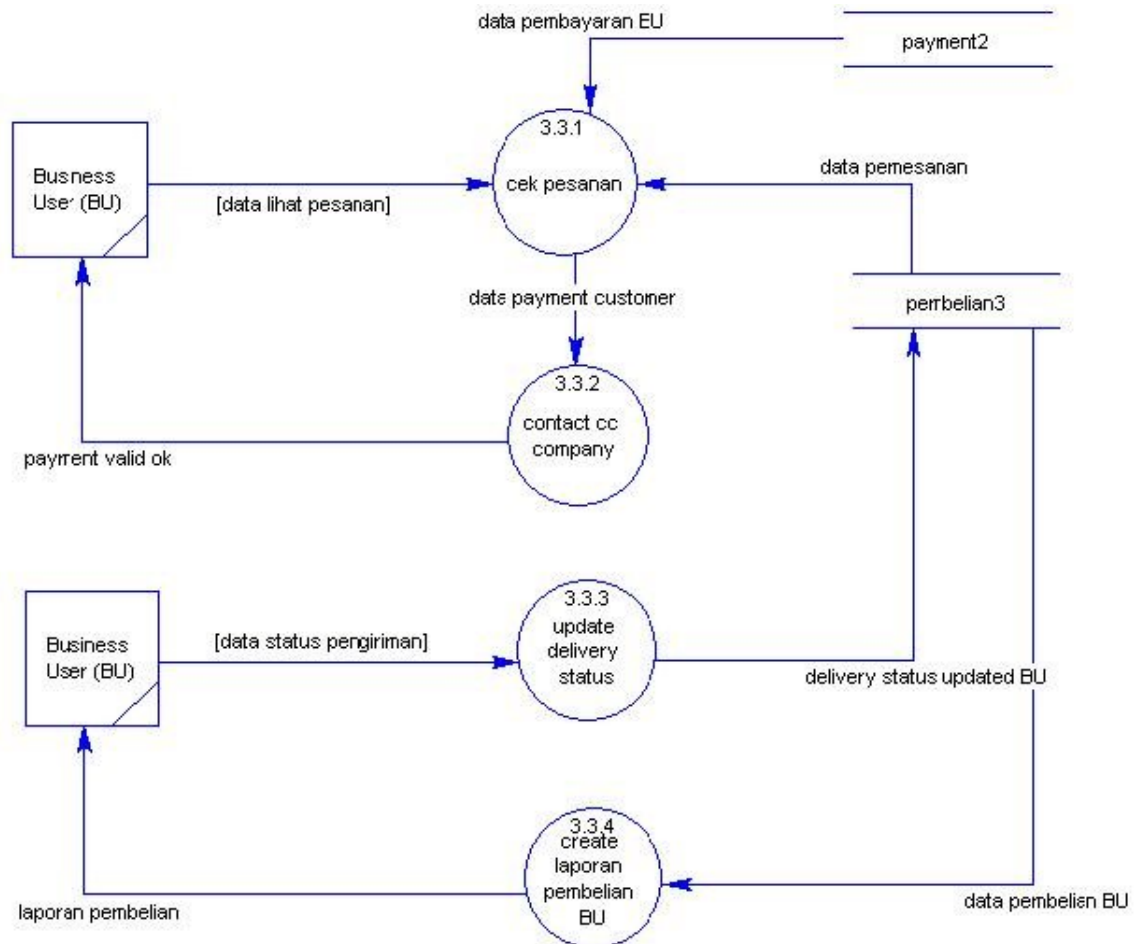 data pembayaran EU
payment2
3.3.1
cek pesanan
Business
User (BU)
[data lihat pesanan]
data pemesanan
data payment customer
pembelian3
3.3.2
contact cc
company
payment valid ok
3.3.3
update
delivery
status
Business
User (BU)
[data status pengiriman]
delivery status updated BU
3.3.4
create
laporan
pembelian
BU
laporan pembelian
data pembelian BU